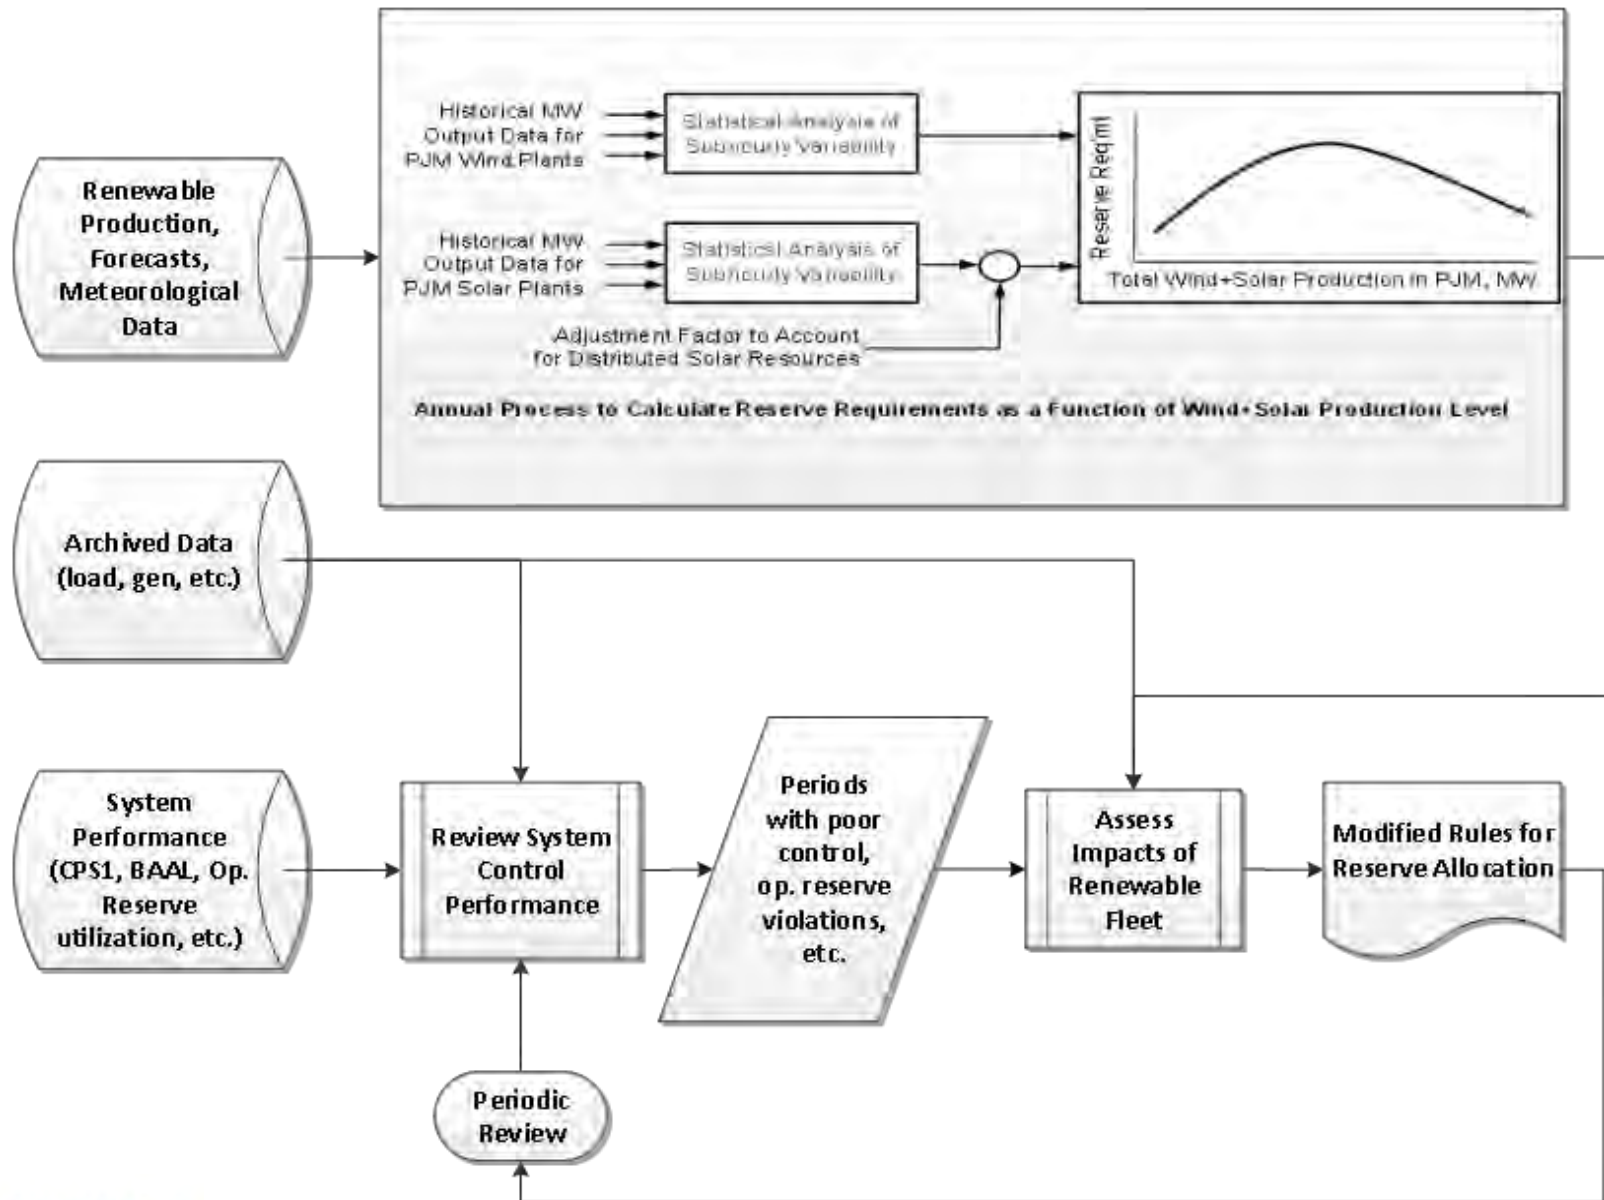 Renewable
Production,
Forecasts,
Meteorological
Data
Historical MW
Output Data for
PJM Wind Plants
Statistical Analysis of
Subhourly Variability
Historical MW
Output Data for
PJM Solar Plants
Statistical Analysis of
Subhourly Variability
Adjustment Factor to Account
for Distributed Solar Resources
Reserve Req'mt
Total Wind+Solar Production in PJM, MW
Annual Process to Calculate Reserve Requirements as a Function of Wind+Solar Production Level
Archived Data
(load, gen, etc.)
System
Performance
(CPS1, BAAL, Op.
Reserve
utilization, etc.)
Review System
Control
Performance
Periods
with poor
control,
op. reserve
violations,
etc.
Assess
Impacts of
Renewable
Fleet
Modified Rules for
Reserve Allocation
Periodic
Review